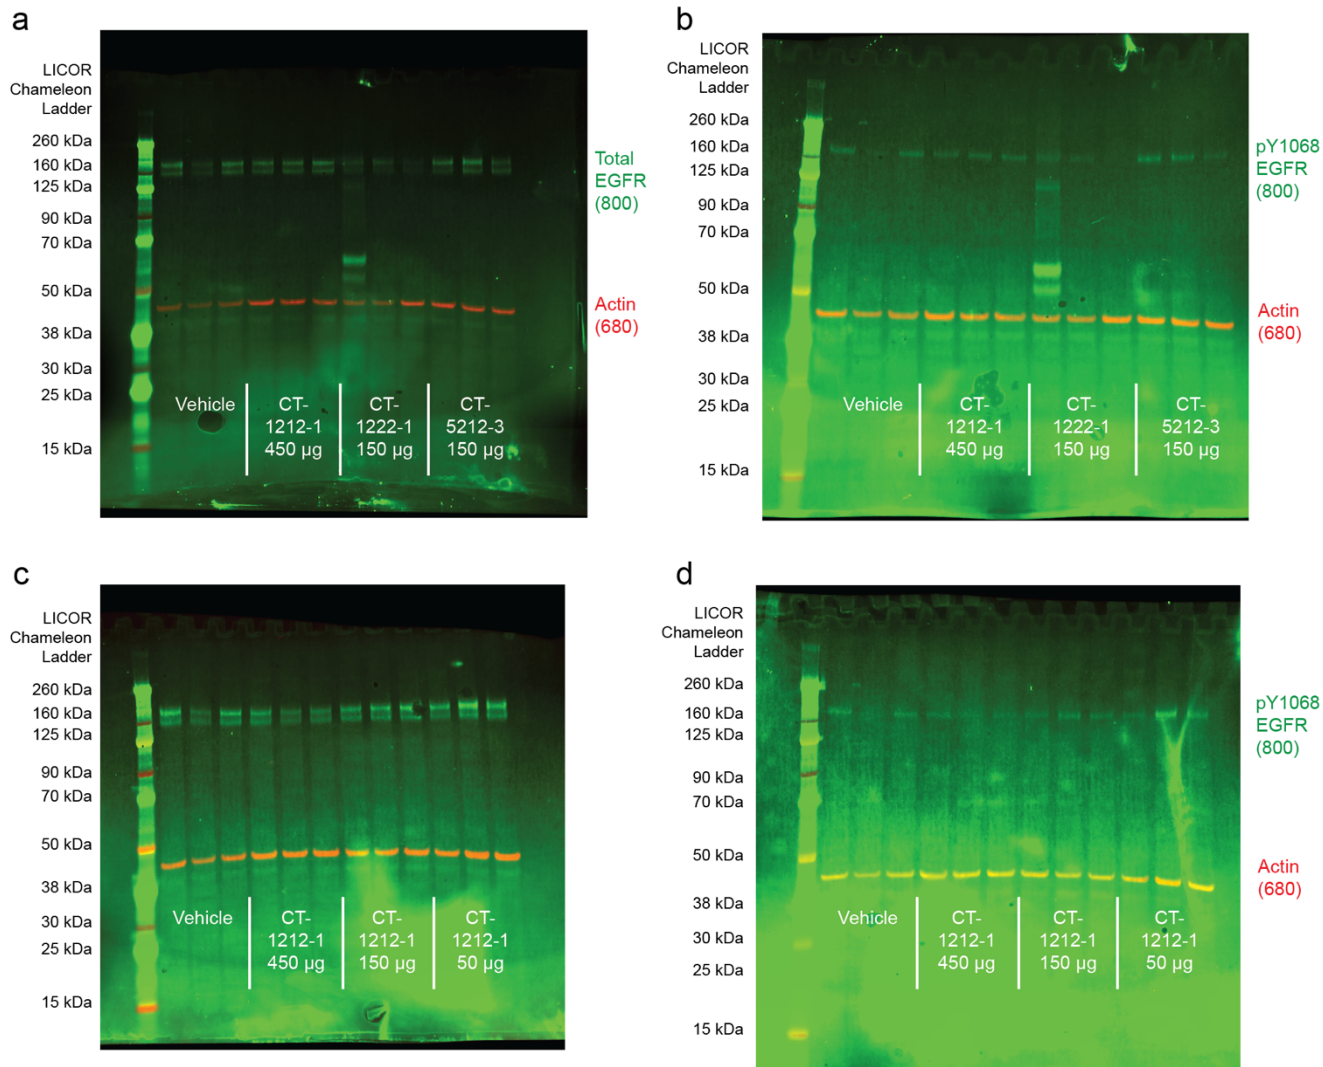 a
LICOR
Chameleon
Ladder
260 kDa
160 kDa
125 kDa
90 kDa
70 kDa
50 kDa
38 kDa
30 kDa
25 kDa
15 kDa
Total
EGFR
(800)
Actin
(680)
Vehicle
CT-
1212-1
450 µg
CT-
1222-1
150 µg
CT-
5212-3
150 µg
b
LICOR
Chameleon
Ladder
260 kDa
160 kDa
125 kDa
90 kDa
70 kDa
50 kDa
38 kDa
30 kDa
25 kDa
15 kDa
pY1068
EGFR
(800)
Actin
(680)
Vehicle
CT-
1212-1
450 µg
CT-
1222-1
150 µg
CT-
5212-3
150 µg
c
LICOR
Chameleon
Ladder
260 kDa
160 kDa
125 kDa
90 kDa
70 kDa
50 kDa
38 kDa
30 kDa
25 kDa
15 kDa
Vehicle
CT-
1212-1
450 µg
CT-
1212-1
150 µg
CT-
1212-1
50 µg
d
LICOR
Chameleon
Ladder
260 kDa
160 kDa
125 kDa
90 kDa
70 kDa
50 kDa
38 kDa
30 kDa
25 kDa
15 kDa
pY1068
EGFR
(800)
Actin
(680)
Vehicle
CT-
1212-1
450 µg
CT-
1212-1
150 µg
CT-
1212-1
50 µg